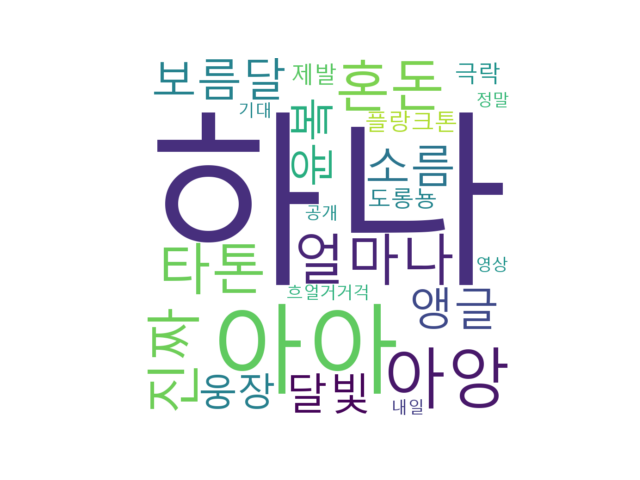 보름달
제발
혼돈
극락
기대
정말
플랑크톤
하나
소름
도롱뇽
공개
얼마나
타톤
영상
흐얼거거걱
앵글
진짜
아아
아앙
웅장
달빛
내일